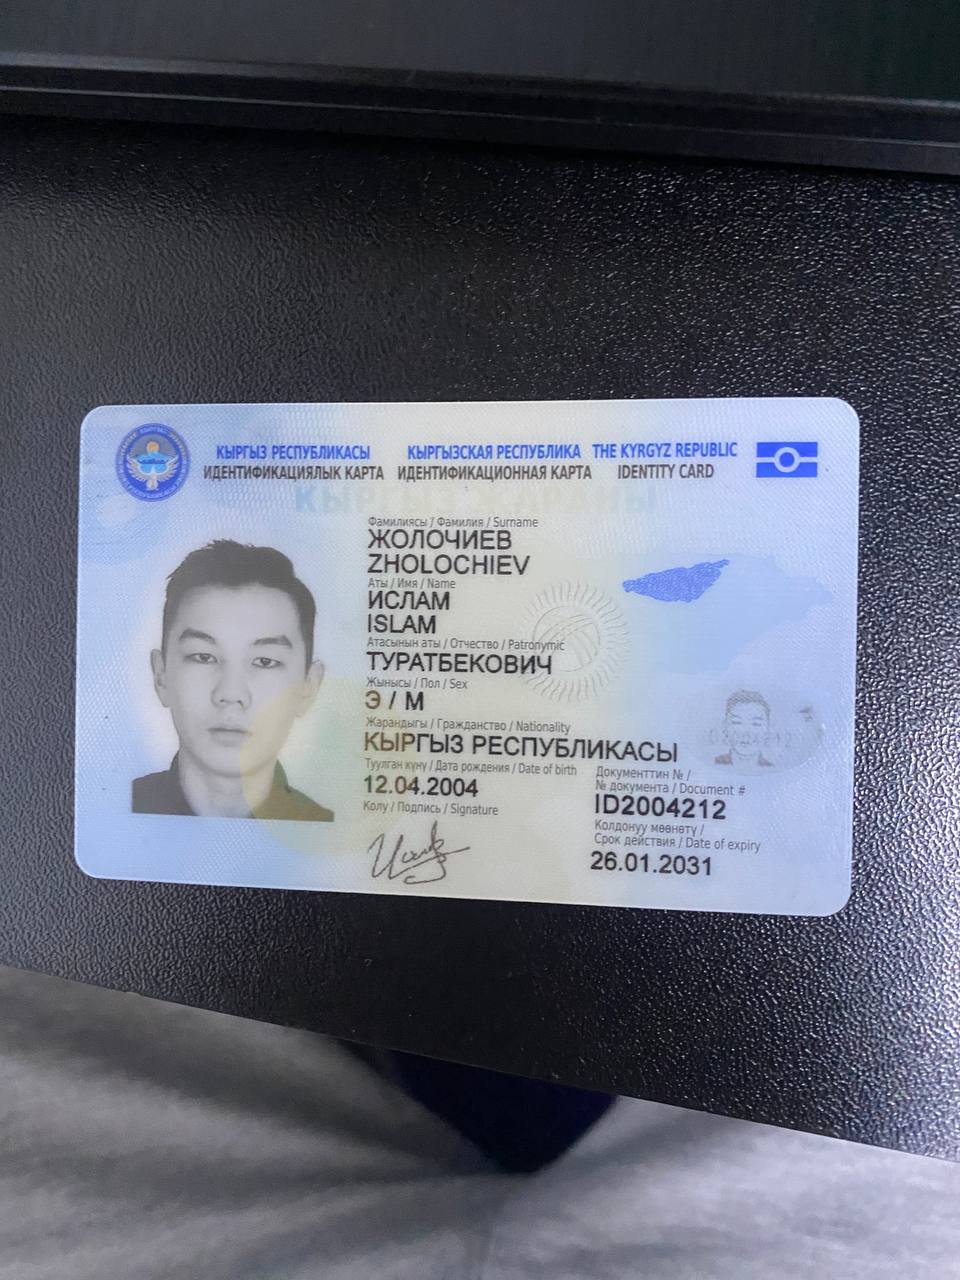 КЫРГЫЗ РЕСПУБЛИКАСЫ КЫРГЫЗСКАЯ РЕСПУБЛИКА THE KYRGYZ REPUBLIC
ИДЕНТИФИКАЦИЯЛЫК КАРТА ИДЕНТИФИКАЦИОННАЯ КАРТА IDENTITY CARD
КЫРГЫЗ ЖАРАНЫ
Фамилиясы / Фамилия / Surname
ЖОЛОЧИЕВ
ZHOLOCHIEV
Аты / Имя / Name
ИСЛАМ
ISLAM
Атасынын аты / Отчество / Patronymic
ТУРАТБЕКОВИЧ
Жынысы / Пол / Sex
Э / М
Жарандыгы / Гражданство / Nationality
КЫРГЫЗ РЕСПУБЛИКАСЫ
Туулган күнү / Дата рождения / Date of birth
12.04.2004
Документтин № /
№ документа / Document #
ID2004212
Колу / Подпись / Signature
Колдонуу мөөнөтү /
Срок действия / Date of expiry
26.01.2031